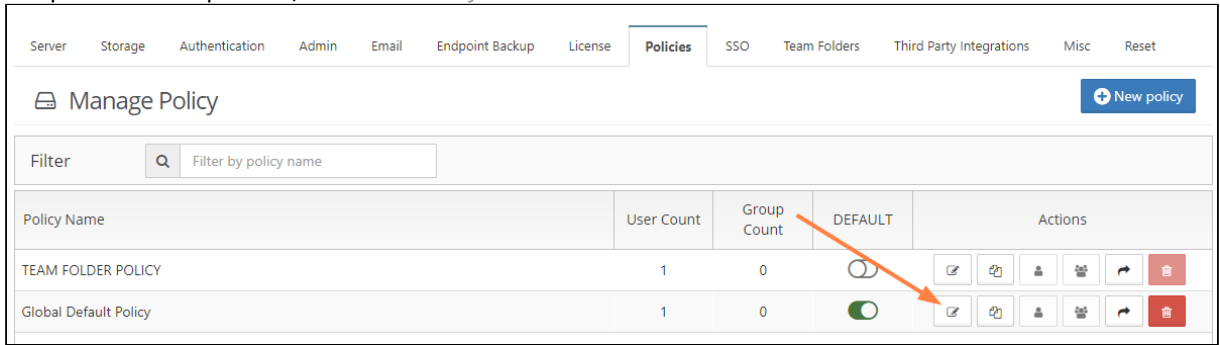 Server Storage Authentication Admin Email Endpoint Backup License Policies SSO Team Folders Third Party Integrations Misc Reset
Manage Policy
New policy
Filter Filter by policy name
Policy Name User Count Group Count DEFAULT Actions
TEAM FOLDER POLICY 1 0
Global Default Policy 1 0